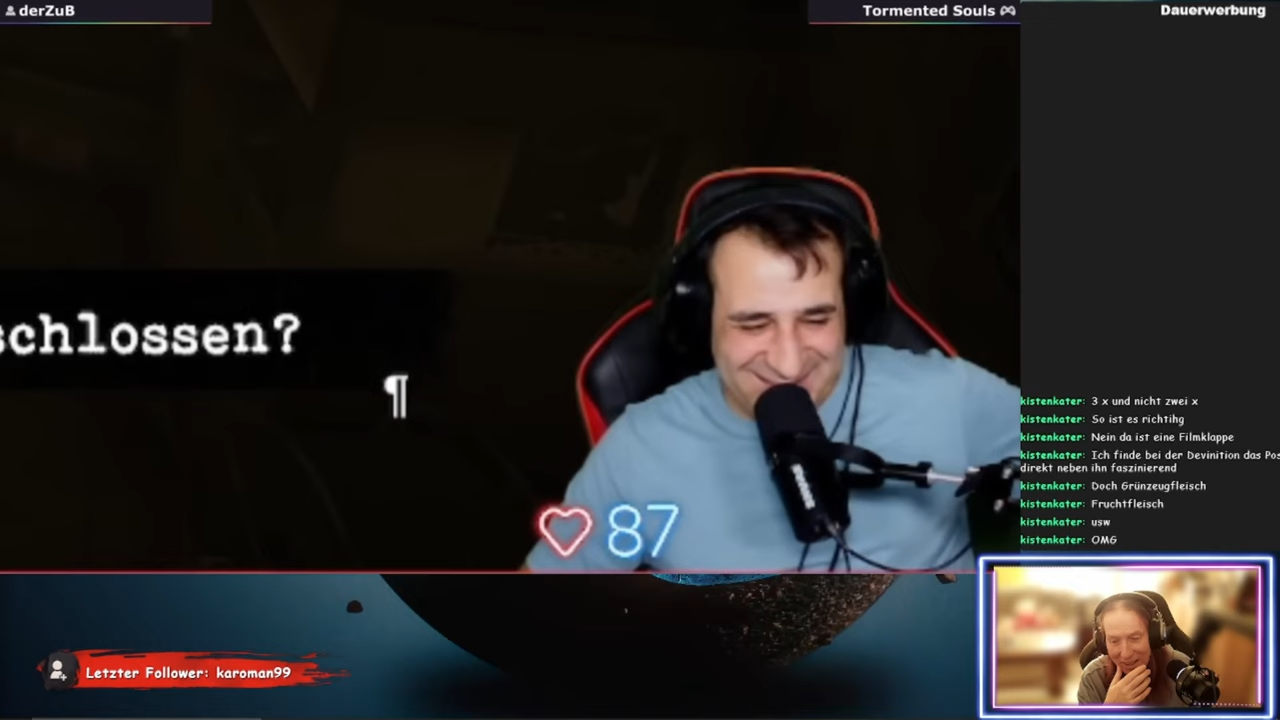 derZuB
Tormented Souls
Dauerwerbung
schlossen?
¶
87
kistenkater: 3 x und nicht zwei x
kistenkater: So ist es richtihg
kistenkater: Nein da ist eine Filmklappe
kistenkater: Ich finde bei der Devinition das Pos
direkt neben ihn faszinierend
kistenkater: Doch Grünzeugfleisch
kistenkater: Fruchtfleisch
kistenkater: usw
kistenkater: OMG
Letzter Follower: karoman99